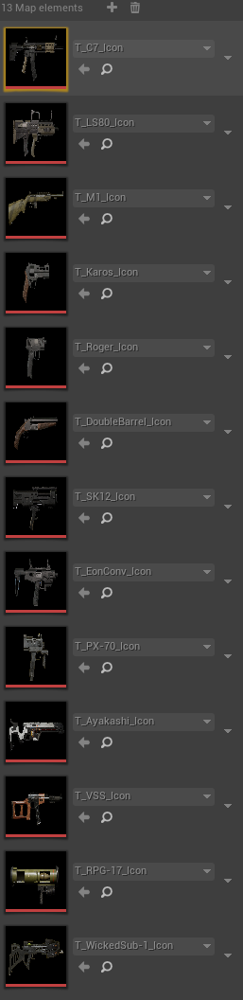 13 Map elements
T_C7_Icon
T_LS80_Icon
T_M1_Icon
T_Karos_Icon
T_Roger_Icon
T_DoubleBarrel_Icon
T_SK12_Icon
T_EonConv_Icon
T_PX-70_Icon
T_Ayakashi_Icon
T_VSS_Icon
T_RPG-17_Icon
T_WickedSub-1_Icon